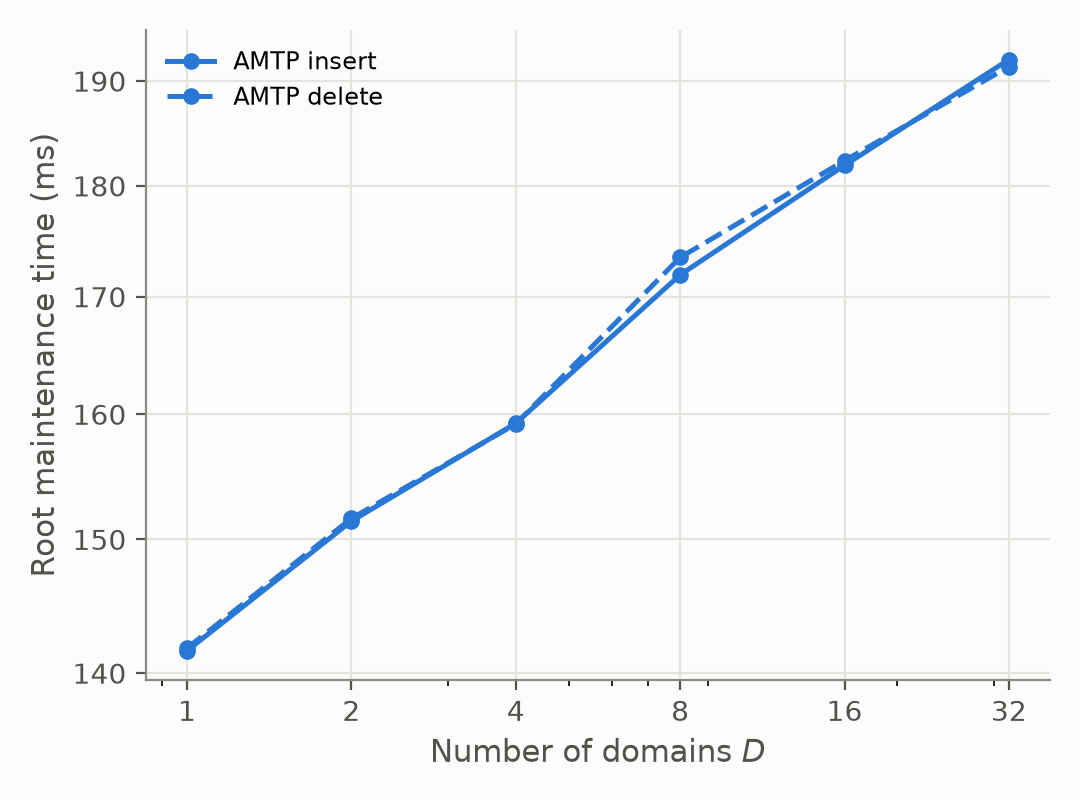 AMTP insert
AMTP delete
Root maintenance time (ms)
190
180
170
160
150
140
1 2 4 8 16 32
Number of domains D